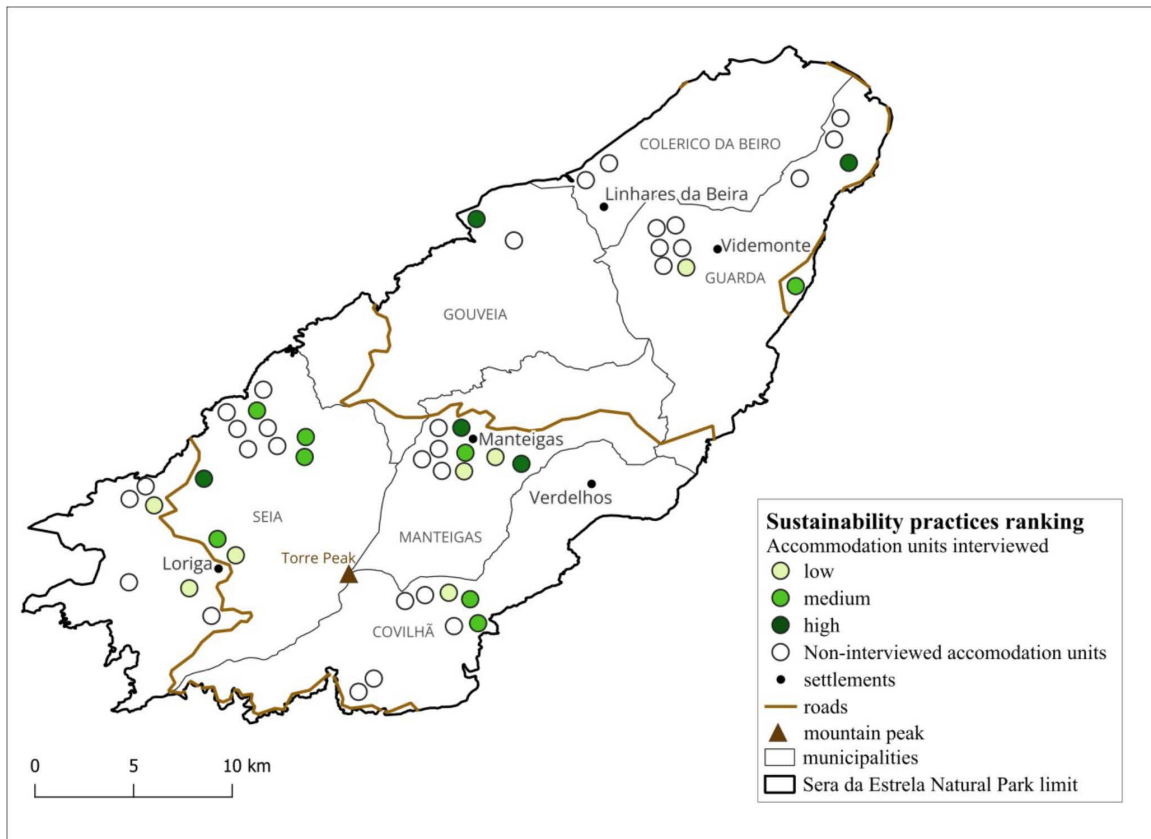 COLERICO DA BEIRO
Linhares da Beira
Videmonte
GUARDA
GOUVEIA
Manteigas
Verdelhos
SEIA
MANTEIGAS
Torre Peak
Loriga
COVILHÃ
0 5 10 km
Sustainability practices ranking
Accommodation units interviewed
low
medium
high
Non-interviewed accomodation units
settlements
roads
mountain peak
municipalities
Sera da Estrela Natural Park limit